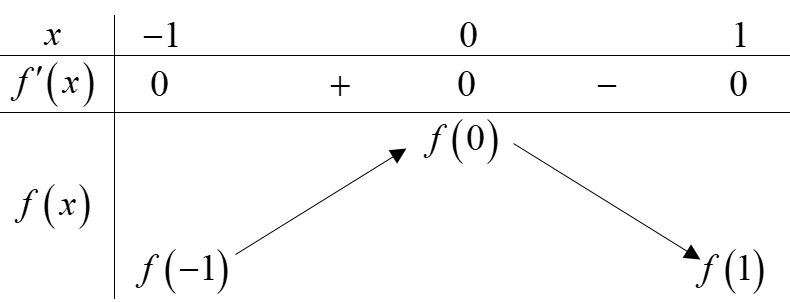 x −1 0 1
f′(x) 0 + 0 − 0
f(0)
f(x)
f(−1) f(1)